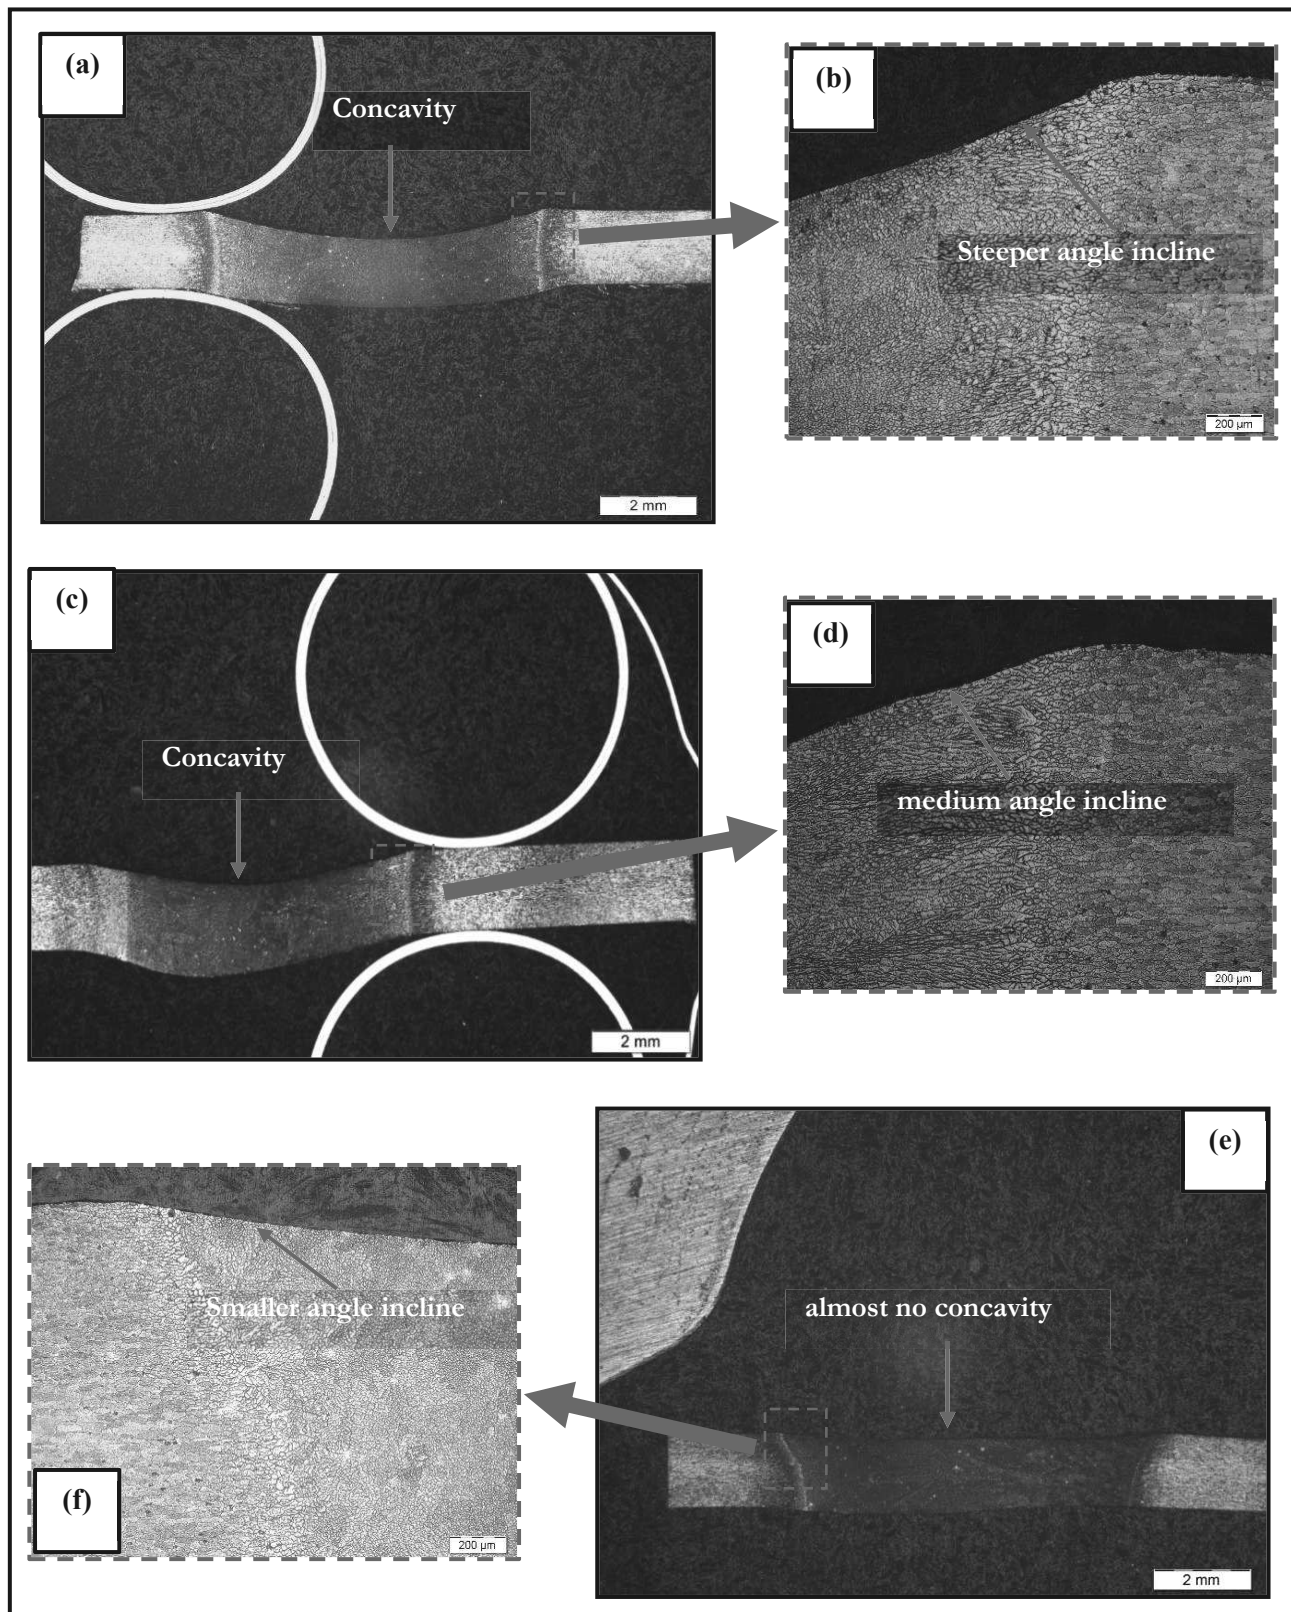 (a)
Concavity
2 mm
(b)
Steeper angle incline
200 µm
(c)
Concavity
2 mm
(d)
medium angle incline
200 µm
(e)
almost no concavity
2 mm
Smaller angle incline
(f)
200 µm